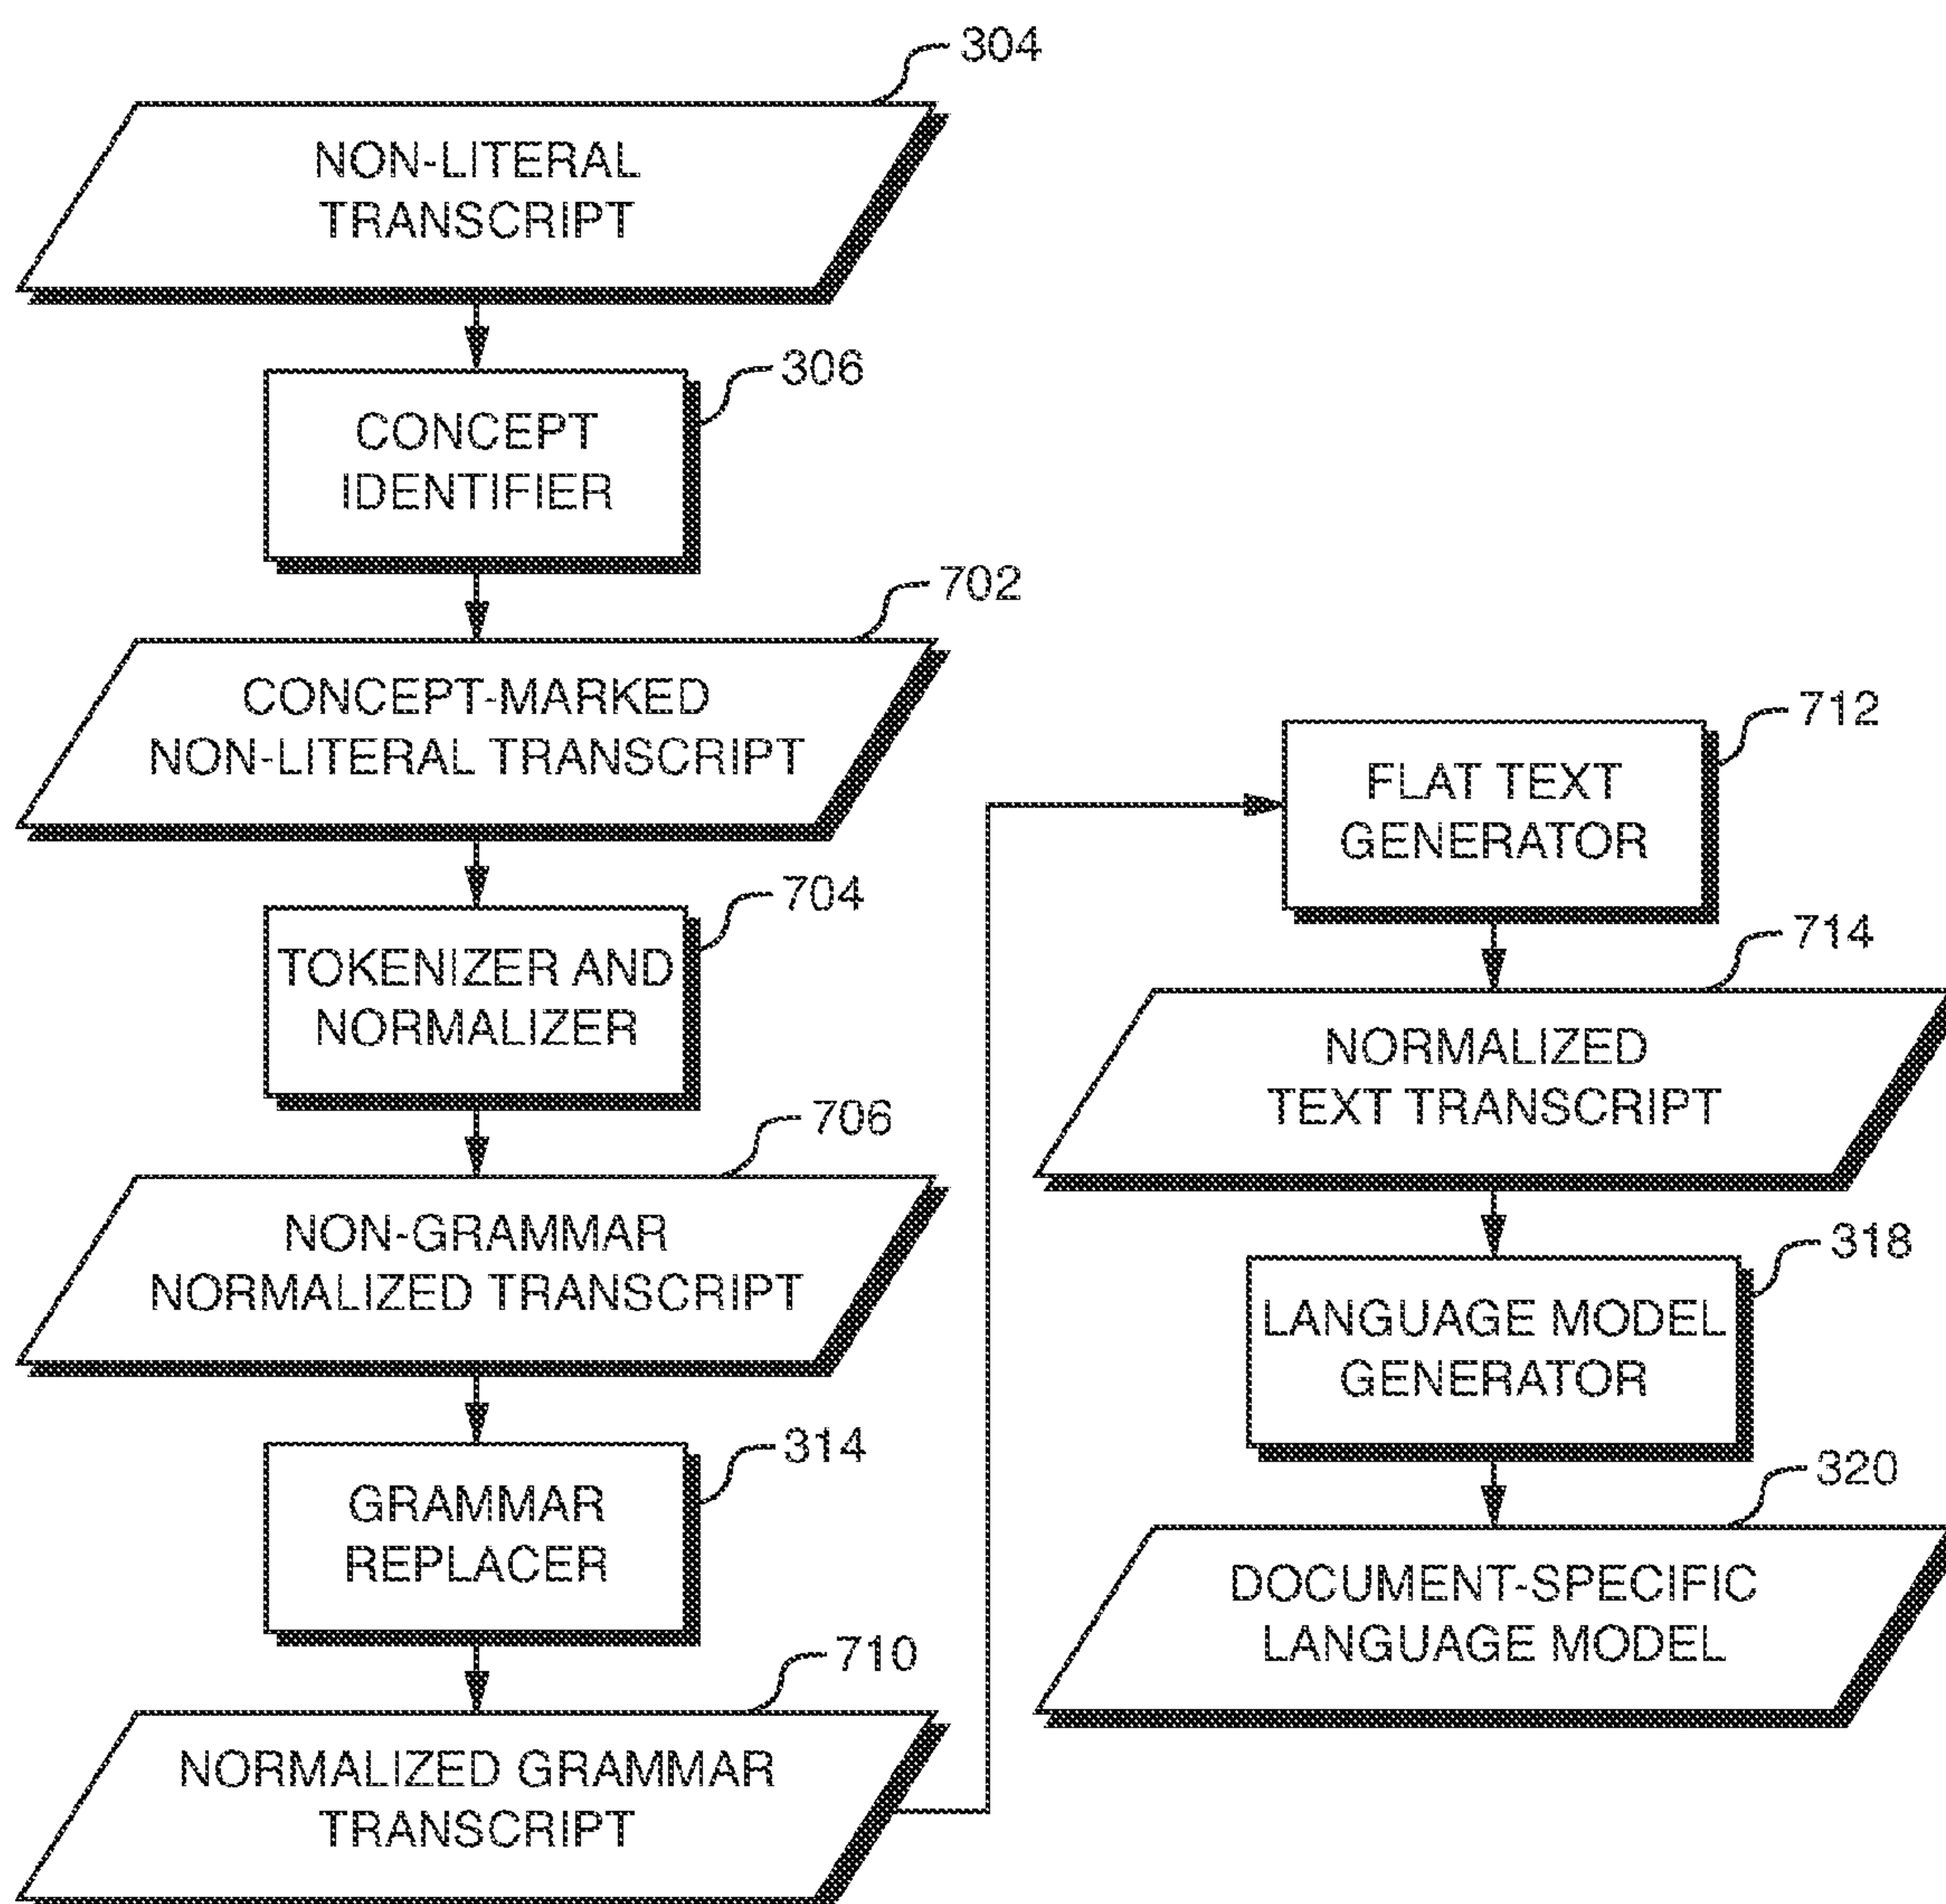 304
NON-LITERAL
TRANSCRIPT
306
CONCEPT
IDENTIFIER
702
CONCEPT-MARKED
NON-LITERAL TRANSCRIPT
704
TOKENIZER AND
NORMALIZER
706
NON-GRAMMAR
NORMALIZED TRANSCRIPT
314
GRAMMAR
REPLACER
710
NORMALIZED GRAMMAR
TRANSCRIPT
712
FLAT TEXT
GENERATOR
714
NORMALIZED
TEXT TRANSCRIPT
318
LANGUAGE MODEL
GENERATOR
320
DOCUMENT-SPECIFIC
LANGUAGE MODEL